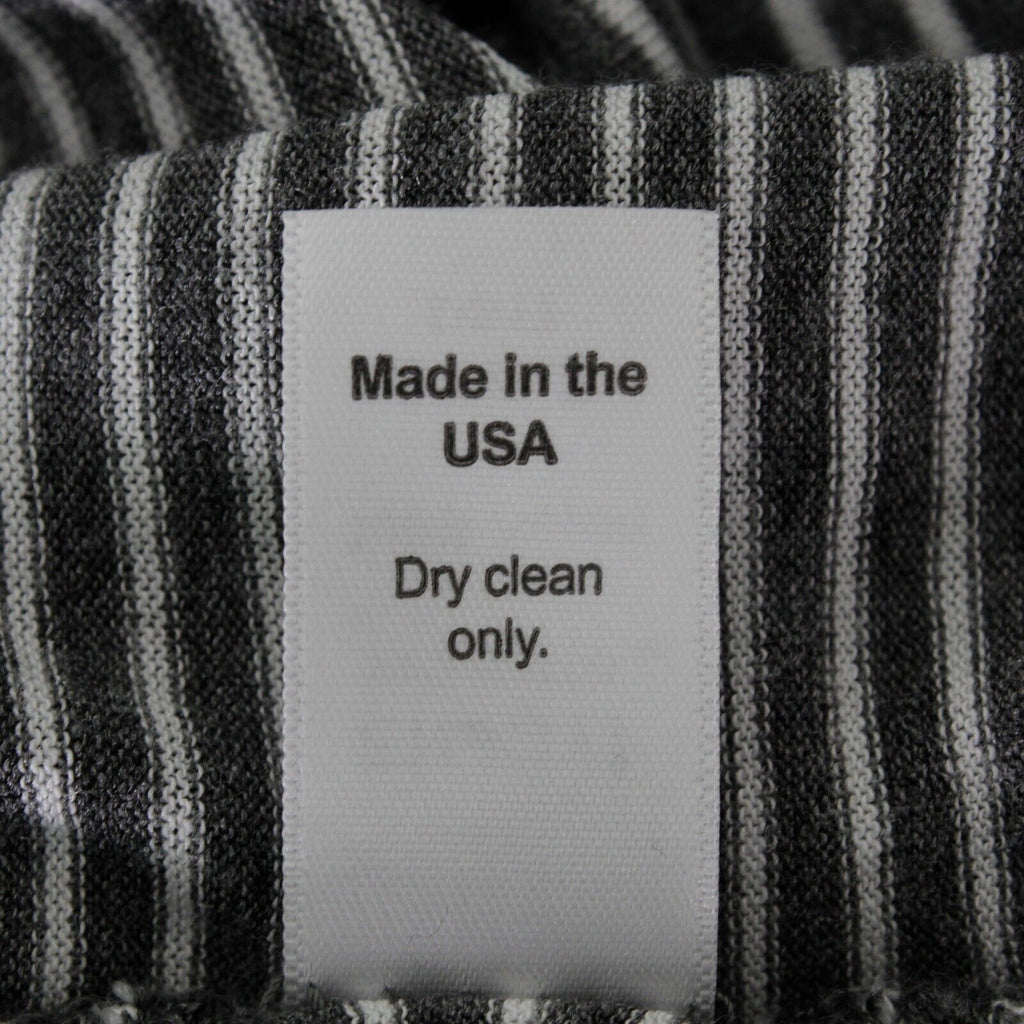 Made in the
USA
Dry clean
only.